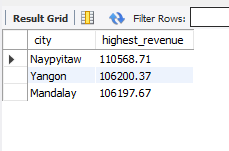 Result Grid Filter Rows:
city highest_revenue
Naypyitaw 110568.71
Yangon 106200.37
Mandalay 106197.67